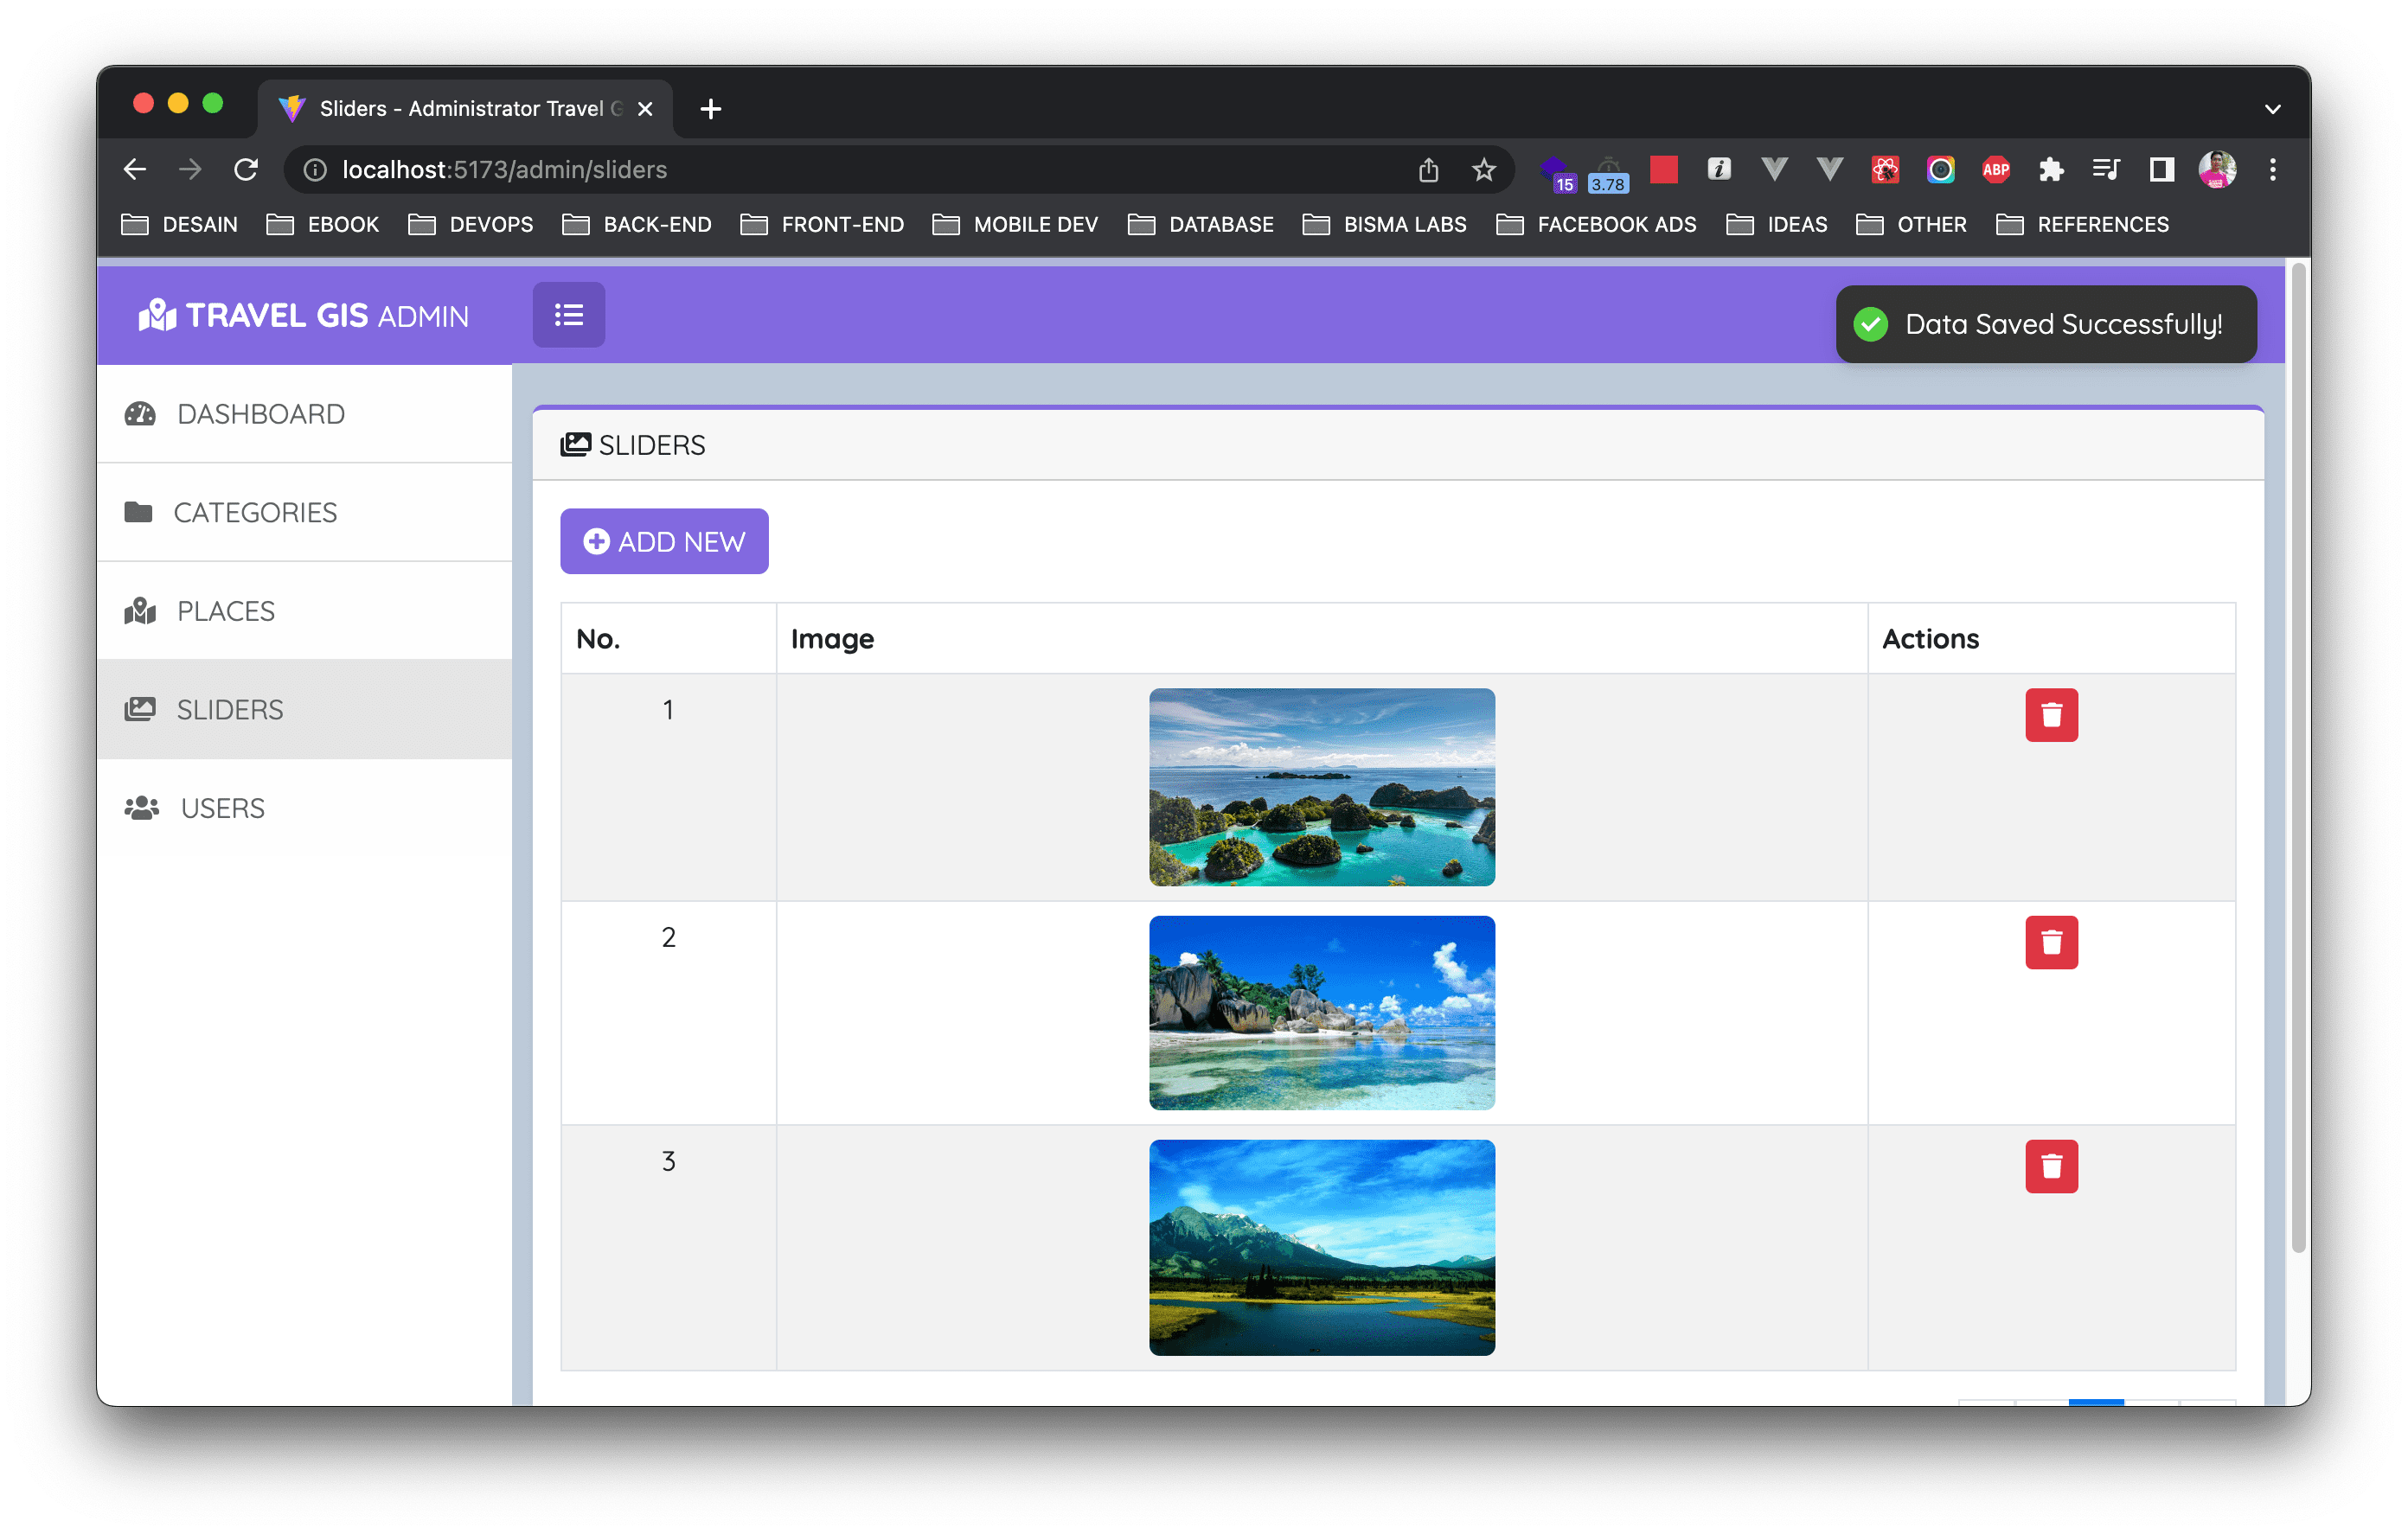 Sliders - Administrator Travel G
localhost:5173/admin/sliders
15
3.78
ABP
DESAIN EBOOK DEVOPS BACK-END FRONT-END MOBILE DEV DATABASE BISMA LABS FACEBOOK ADS IDEAS OTHER REFERENCES
TRAVEL GIS ADMIN
Data Saved Successfully!
DASHBOARD
CATEGORIES
PLACES
SLIDERS
USERS
SLIDERS
ADD NEW
No. Image Actions
1
2
3